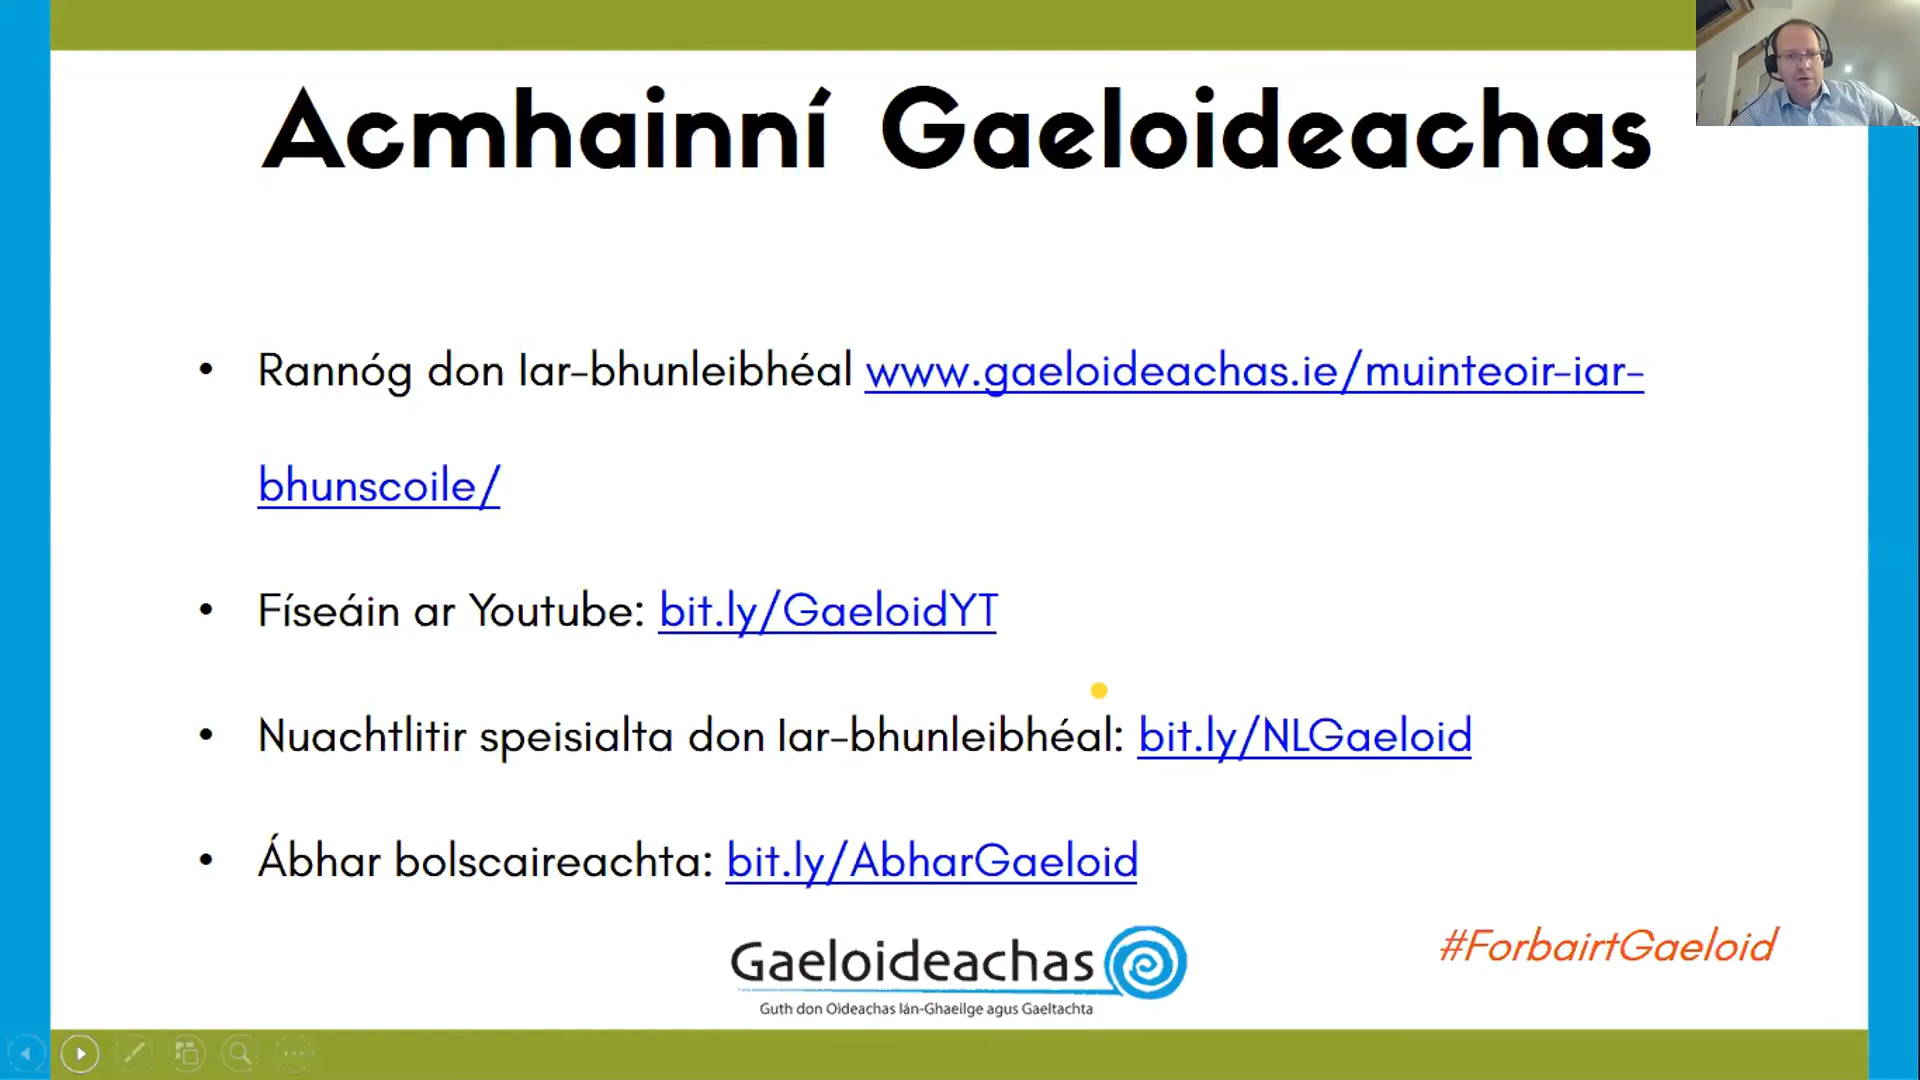 Acmhainní Gaeloideachas
• Rannóg don Iar-bhunleibhéal www.gaeloideachas.ie/muinteoir-iar-
bhunscoile/
• Físeáin ar Youtube: bit.ly/GaeloidYT
• Nuachtlitir speisialta don Iar-bhunleibhéal: bit.ly/NLGaeloid
• Ábhar bolscaireachta: bit.ly/AbharGaeloid
Gaeloideachas
Guth don Oideachas lán-Ghaeilge agus Gaeltachta
#ForbairtGaeloid